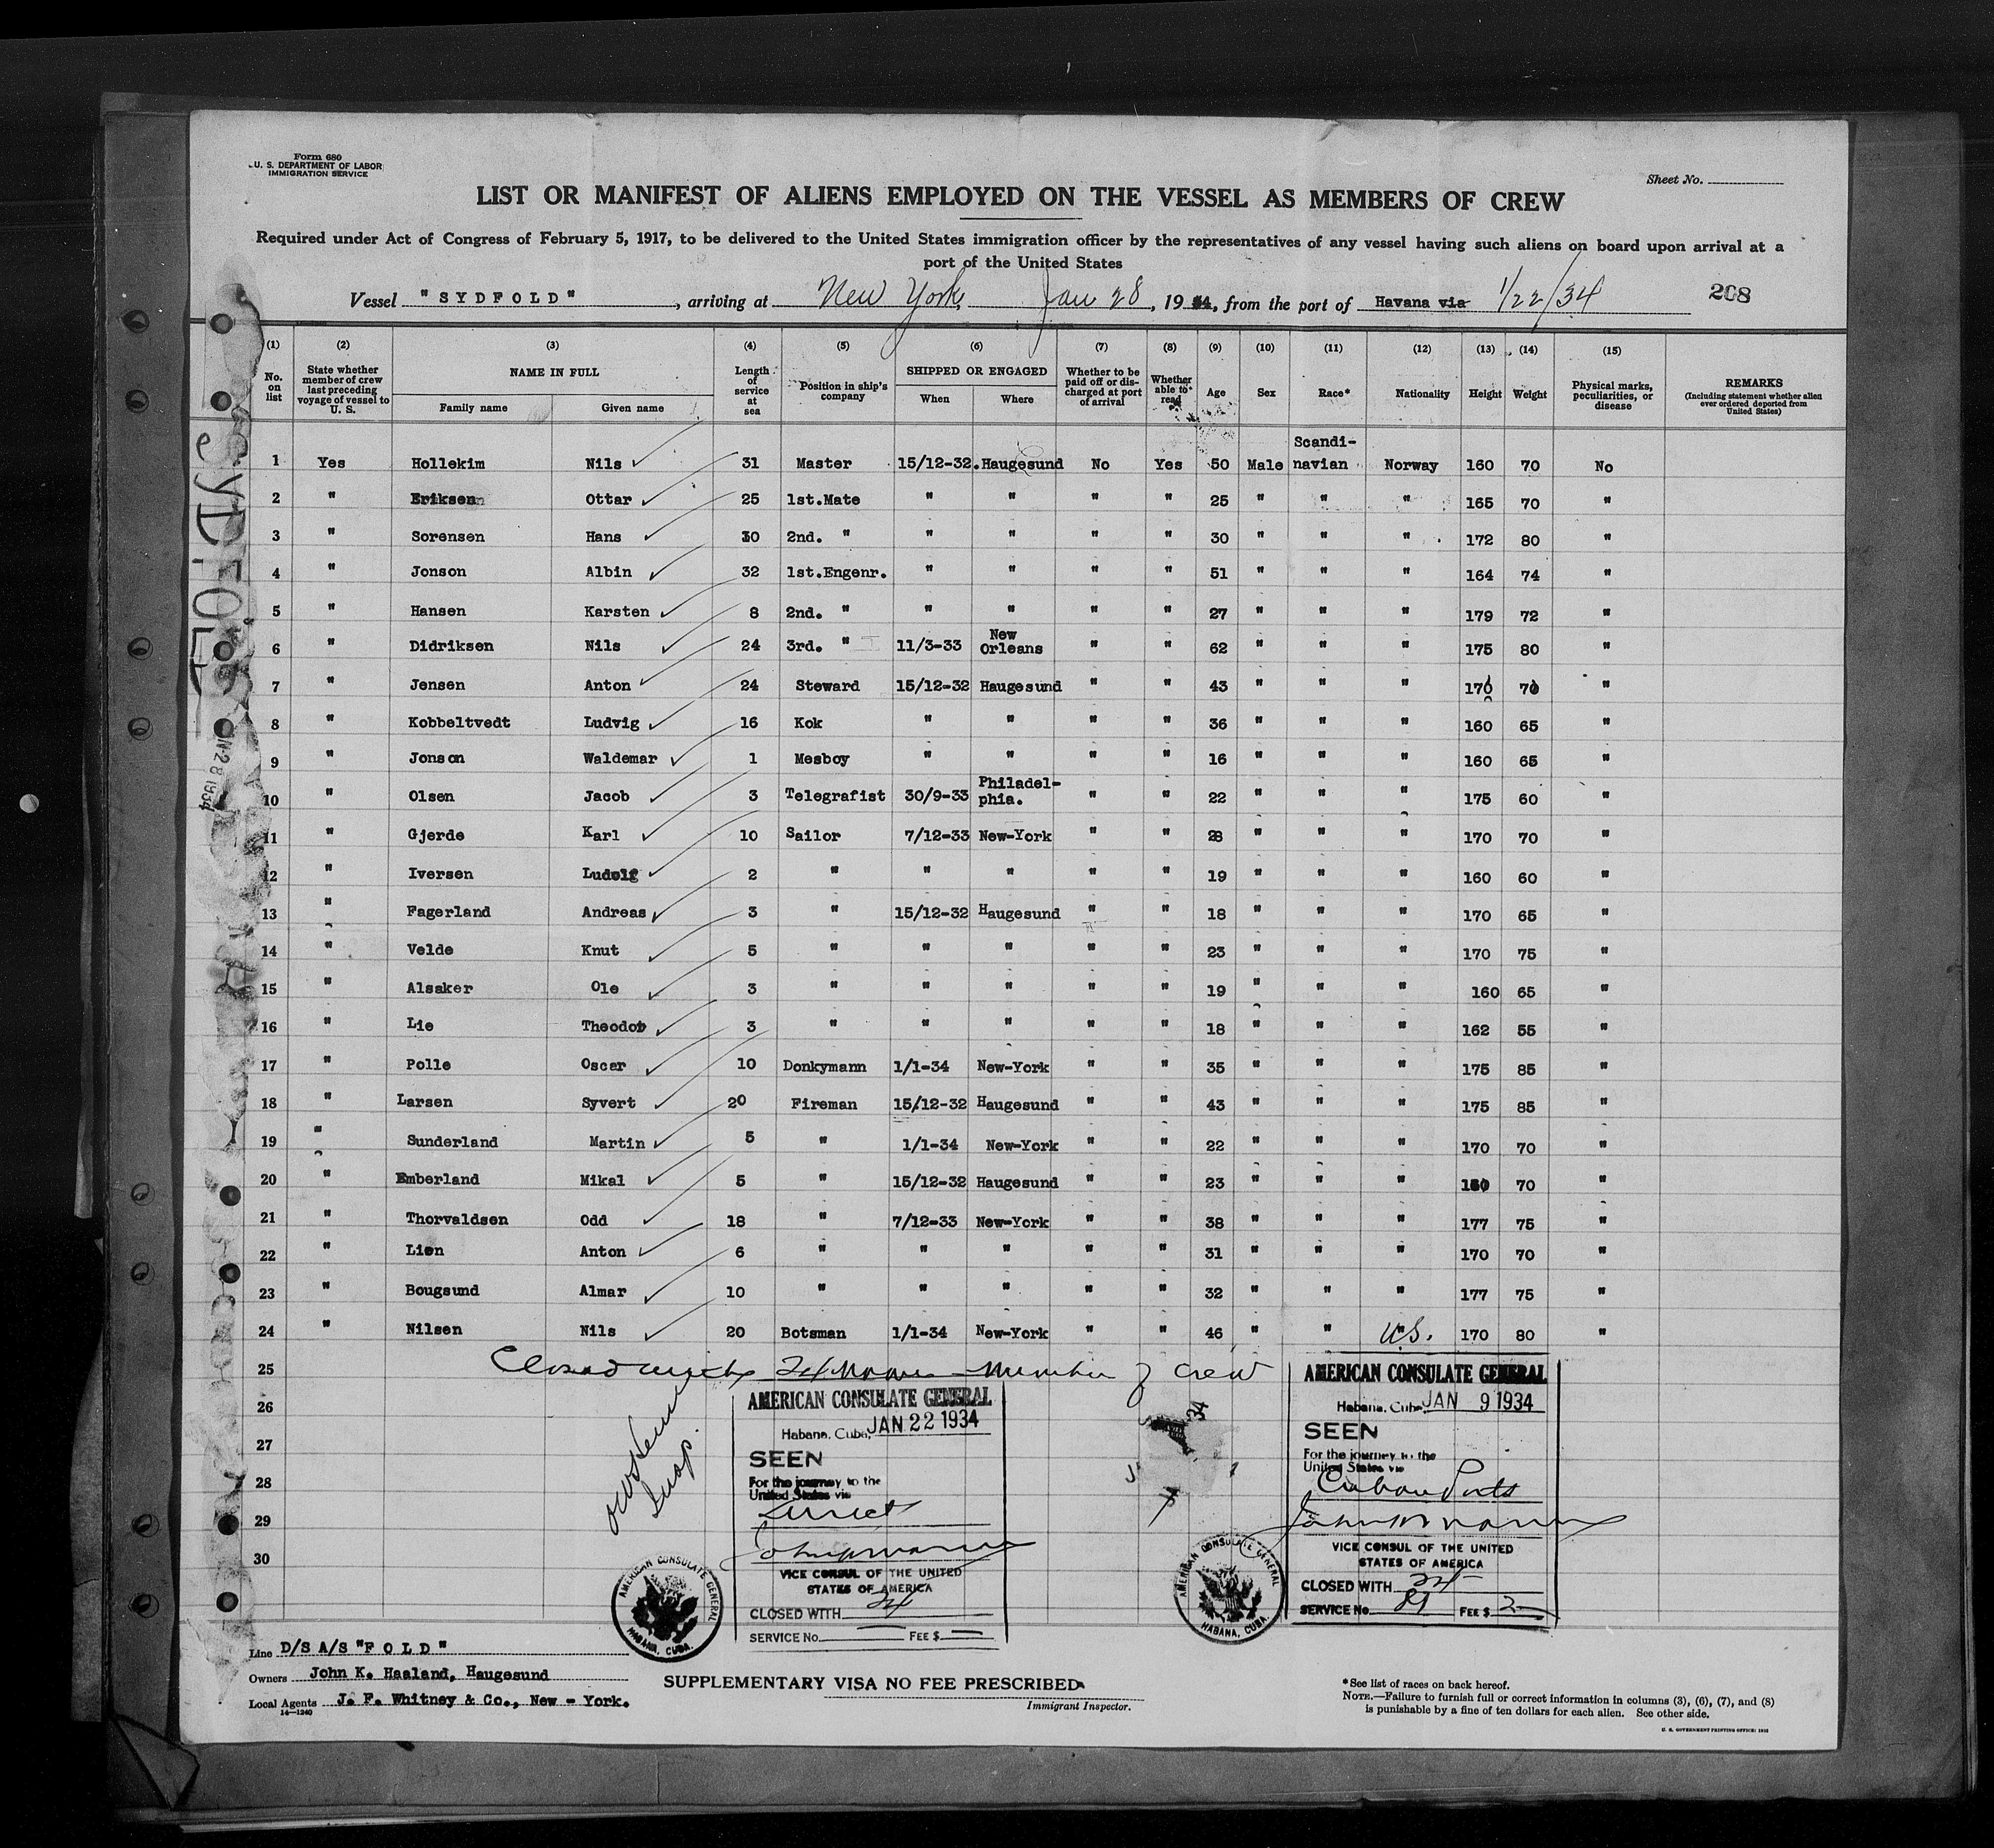 Form 680
U. S. DEPARTMENT OF LABOR
IMMIGRATION SERVICE
Sheet No.
LIST OR MANIFEST OF ALIENS EMPLOYED ON THE VESSEL AS MEMBERS OF CREW
Required under Act of Congress of February 5, 1917, to be delivered to the United States immigration officer by the representatives of any vessel having such aliens on board upon arrival at a
port of the United States
Vessel "SYDFOLD", arriving at New York, Jan 28, 1934, from the port of Havana via 1/22/34
208
(1) (2) (3) (4) (5) (6) (7) (8) (9) (10) (11) (12) (13) (14) (15)
No. on list State whether member of crew last preceding voyage of vessel to U. S. NAME IN FULL Family name Given name Length of service at sea Position in ship's company SHIPPED OR ENGAGED When Where Whether to be paid off or discharged at port of arrival Whether able to read Age Sex Race* Nationality Height Weight Physical marks, peculiarities, or disease REMARKS (Including statement whether alien ever ordered deported from United States)
1 Yes Hollekim Nils 31 Master 15/12-32. Haugesund No Yes 50 Male Scandi-navian Norway 160 70 No
2 " Eriksen Ottar 25 1st.Mate " " " " 25 " " " 165 70 "
3 " Sorensen Hans 30 2nd. " " " " " 30 " " " 172 80 "
4 " Jonson Albin 32 1st.Engenr. " " " " 51 " " " 164 74 "
5 " Hansen Karsten 8 2nd. " " " " " 27 " " " 179 72 "
6 " Didriksen Nils 24 3rd. " 11/3-33 New Orleans " " 62 " " " 175 80 "
7 " Jensen Anton 24 Steward 15/12-32 Haugesund " " 43 " " " 170 70 "
8 " Kobbeltvedt Ludvig 16 Kok " " " " 36 " " " 160 65 "
9 " Jonson Waldemar 1 Mesboy " " " " 16 " " " 160 65 "
10 " Olsen Jacob 3 Telegrafist 30/9-33 Philadel-phia. " " 22 " " " 175 60 "
11 " Gjerde Karl 10 Sailor 7/12-33 New-York " " 28 " " " 170 70 "
12 " Iversen Ludolf 2 " " " " " 19 " " " 160 60 "
13 " Fagerland Andreas 3 " 15/12-32 Haugesund " " 18 " " " 170 65 "
14 " Velde Knut 5 " " " " " 23 " " " 170 75 "
15 " Alsaker Ole 3 " " " " " 19 " " " 160 65 "
16 " Lie Theodor 3 " " " " " 18 " " " 162 55 "
17 " Polle Oscar 10 Donkymann 1/1-34 New-York " " 35 " " " 175 85 "
18 " Larsen Syvert 20 Fireman 15/12-32 Haugesund " " 43 " " " 175 85 "
19 " Sunderland Martin 5 " 1/1-34 New-York " " 22 " " " 170 70 "
20 " Emberland Mikal 5 " 15/12-32 Haugesund " " 23 " " " 70 "
21 " Thorvaldsen Odd 18 " 7/12-33 New-York " " 38 " " " 177 75 "
22 " Lien Anton 6 " " " " " 31 " " " 170 70 "
23 " Bougsund Almar 10 " " " " " 32 " " " 177 75 "
24 " Nilsen Nils 20 Botsman 1/1-34 New-York " " 46 " " U.S. 170 80 "
25 Closed with 24 Names Member of Crew
26
27
28
29
30
AMERICAN CONSULATE GENERAL
Habana, Cuba, JAN 22 1934
SEEN
For the journey to the
United States via
Direct
VICE CONSUL OF THE UNITED
STATES OF AMERICA
CLOSED WITH 24
SERVICE No. FEE $
AMERICAN CONSULATE GENERAL
HABANA, CUBA.
AMERICAN CONSULATE GENERAL
Habana, Cuba JAN 9 1934
SEEN
For the journey to the
United States via
Cuban Ports
VICE CONSUL OF THE UNITED
STATES OF AMERICA
CLOSED WITH 24
SERVICE No. FEE $ 2
AMERICAN CONSULATE GENERAL
HABANA, CUBA.
SYDFOLD
N 28 1934
Line D/S A/S "FOLD"
Owners John K. Haaland, Haugesund
Local Agents J. F. Whitney & Co., New - York.
14—1240
SUPPLEMENTARY VISA NO FEE PRESCRIBED
Immigrant Inspector.
*See list of races on back hereof.
NOTE.—Failure to furnish full or correct information in columns (3), (6), (7), and (8)
is punishable by a fine of ten dollars for each alien. See other side.